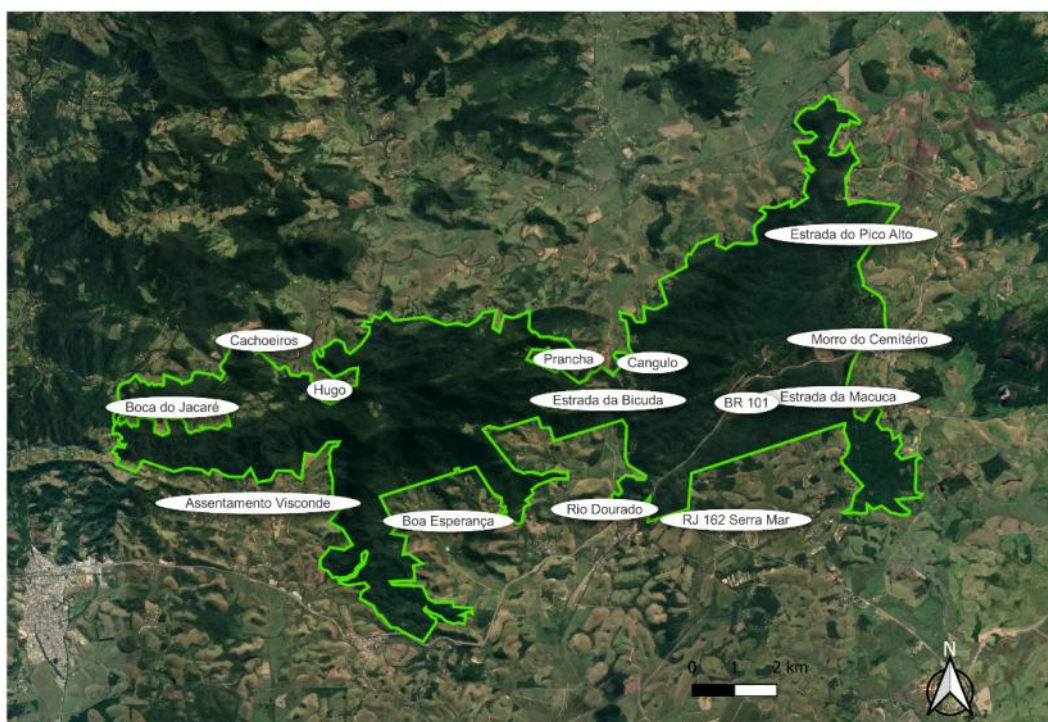 Estrada do Pico Alto
Cachoeiros
Morro do Cemitério
Prancha
Cangulo
Hugo
Boca do Jacaré
Estrada da Bicuda
BR 101
Estrada da Macuca
Assentamento Visconde
Boa Esperança
Rio Dourado
RJ 162 Serra Mar
N
0 1 2 km